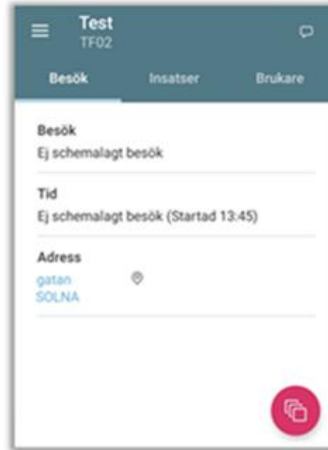 Test
TF02
Besök Insatser Brukare
Besök
Ej schemalagt besök
Tid
Ej schemalagt besök (Startad 13:45)
Adress
gatan
SOLNA